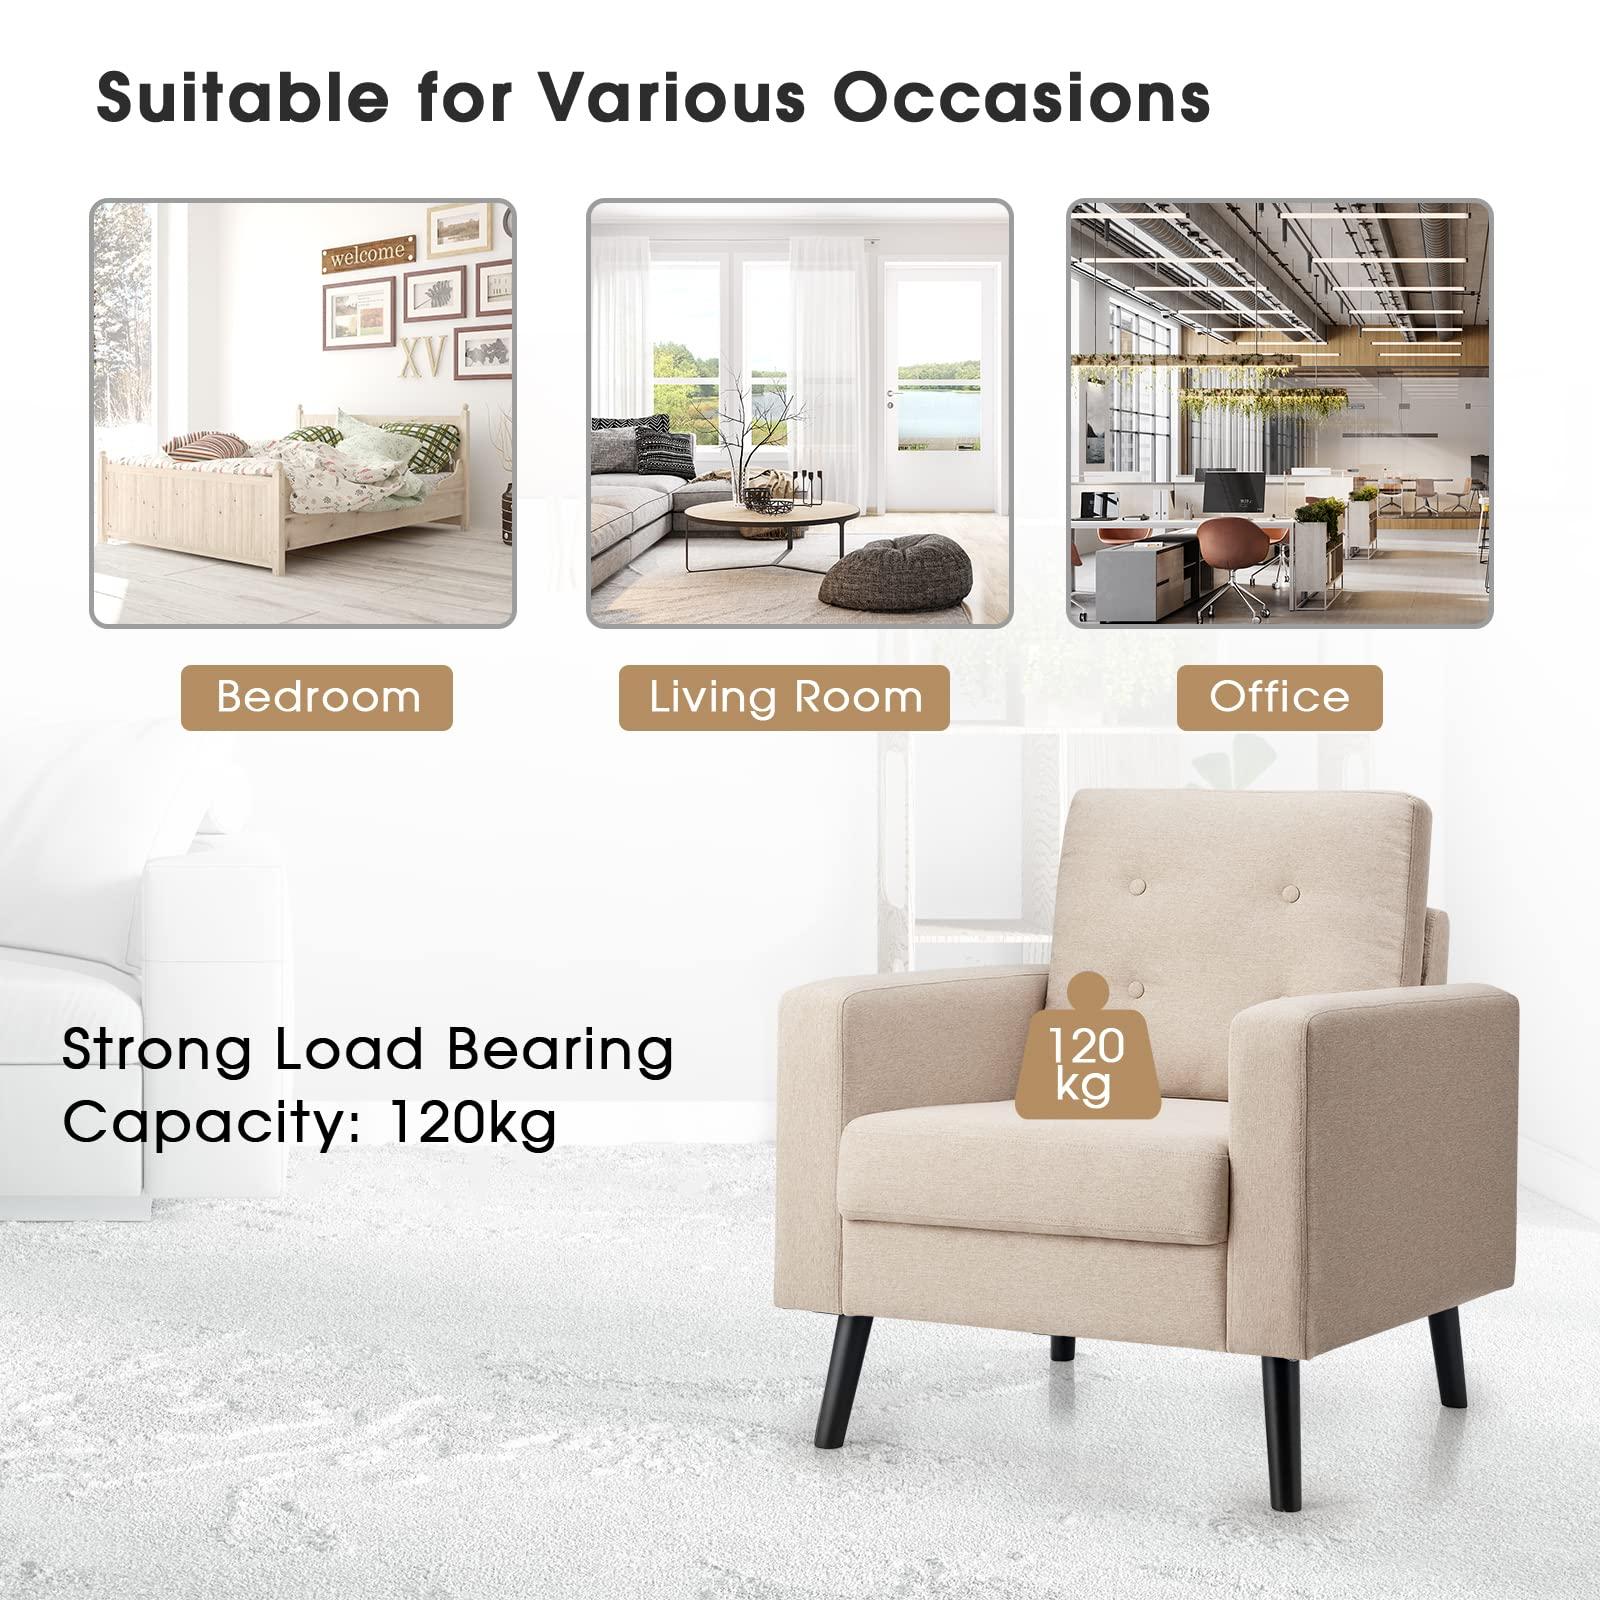 Suitable for Various Occasions
welcome
XV
Bedroom
Living Room
Office
Strong Load Bearing
Capacity: 120kg
120
kg